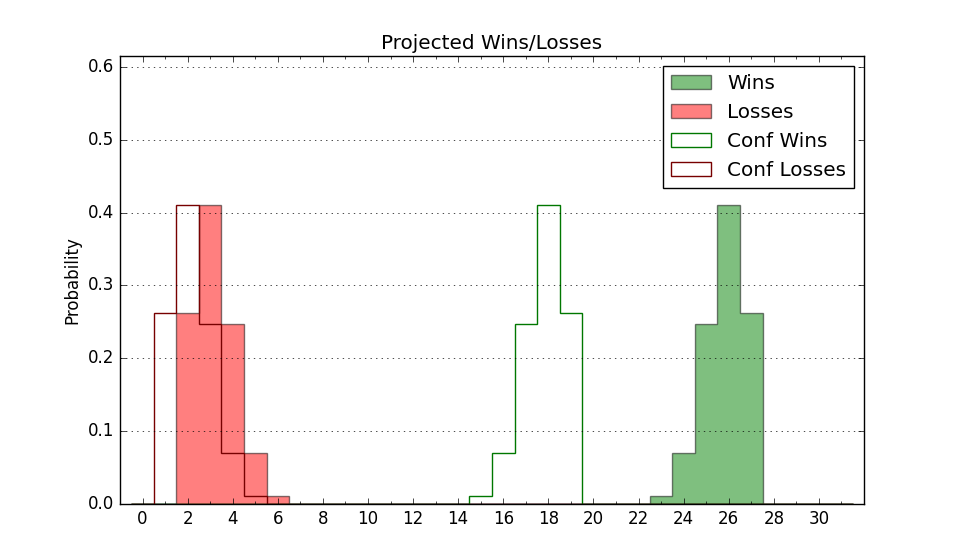 Projected Wins/Losses
0.6
0.5
0.4
0.3
0.2
0.1
0.0
Probability
Wins
Losses
Conf Wins
Conf Losses
0 2 4 6 8 10 12 14 16 18 20 22 24 26 28 30